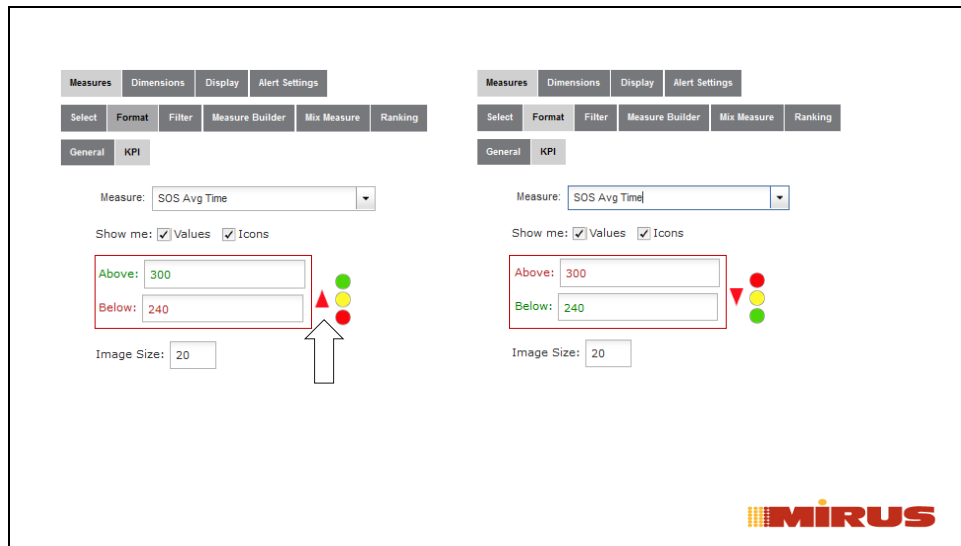 Measures Dimensions Display Alert Settings
Select Format Filter Measure Builder Mix Measure Ranking
General KPI
Measure: SOS Avg Time
Show me: Values Icons
Above: 300
Below: 240
Image Size: 20
Measures Dimensions Display Alert Settings
Select Format Filter Measure Builder Mix Measure Ranking
General KPI
Measure: SOS Avg Time
Show me: Values Icons
Above: 300
Below: 240
Image Size: 20
MiRUS